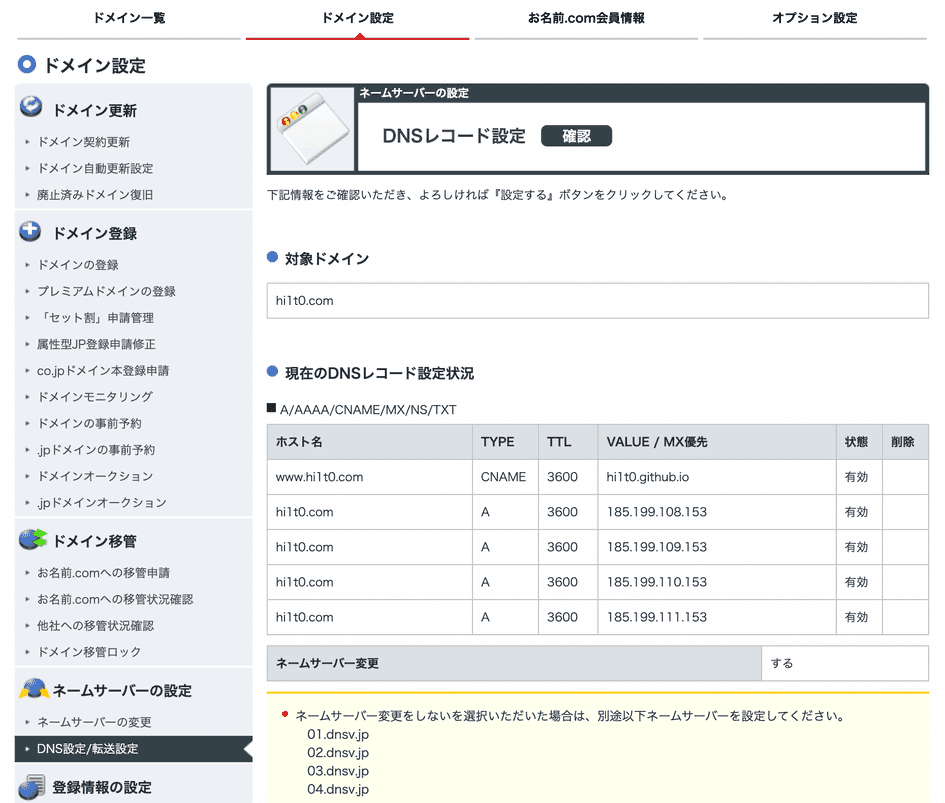 ドメイン一覧
ドメイン設定
お名前.com会員情報
オプション設定
ドメイン設定
ドメイン更新
ドメイン契約更新
ドメイン自動更新設定
廃止済みドメイン復旧
ドメイン登録
ドメインの登録
プレミアムドメインの登録
「セット割」申請管理
属性型JP登録申請修正
co.jpドメイン本登録申請
ドメインモニタリング
ドメインの事前予約
.jpドメインの事前予約
ドメインオークション
.jpドメインオークション
ドメイン移管
お名前.comへの移管申請
お名前.comへの移管状況確認
他社への移管状況確認
ドメイン移管ロック
ネームサーバーの設定
ネームサーバーの変更
DNS設定/転送設定
登録情報の設定
ネームサーバーの設定
DNSレコード設定 確認
下記情報をご確認いただき、よろしければ『設定する』ボタンをクリックしてください。
対象ドメイン
hi1t0.com
現在のDNSレコード設定状況
■ A/AAAA/CNAME/MX/NS/TXT
ホスト名 TYPE TTL VALUE / MX優先 状態 削除
www.hi1t0.com CNAME 3600 hi1t0.github.io 有効
hi1t0.com A 3600 185.199.108.153 有効
hi1t0.com A 3600 185.199.109.153 有効
hi1t0.com A 3600 185.199.110.153 有効
hi1t0.com A 3600 185.199.111.153 有効
ネームサーバー変更 する
ネームサーバー変更をしないを選択いただいた場合は、別途以下ネームサーバーを設定してください。
01.dnsv.jp
02.dnsv.jp
03.dnsv.jp
04.dnsv.jp